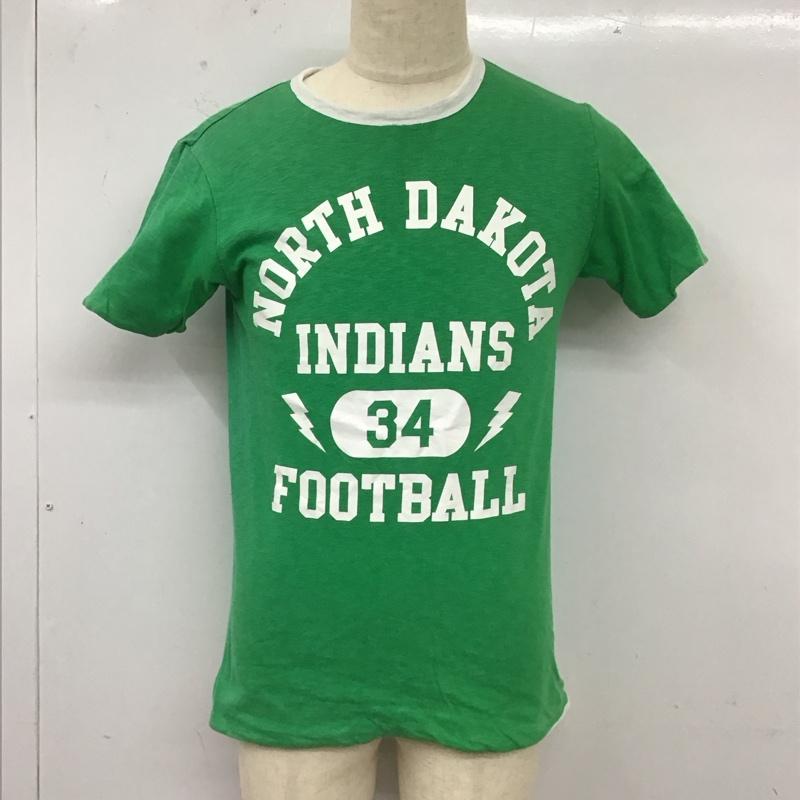 NORTH DAKOTA
INDIANS
34
FOOTBALL